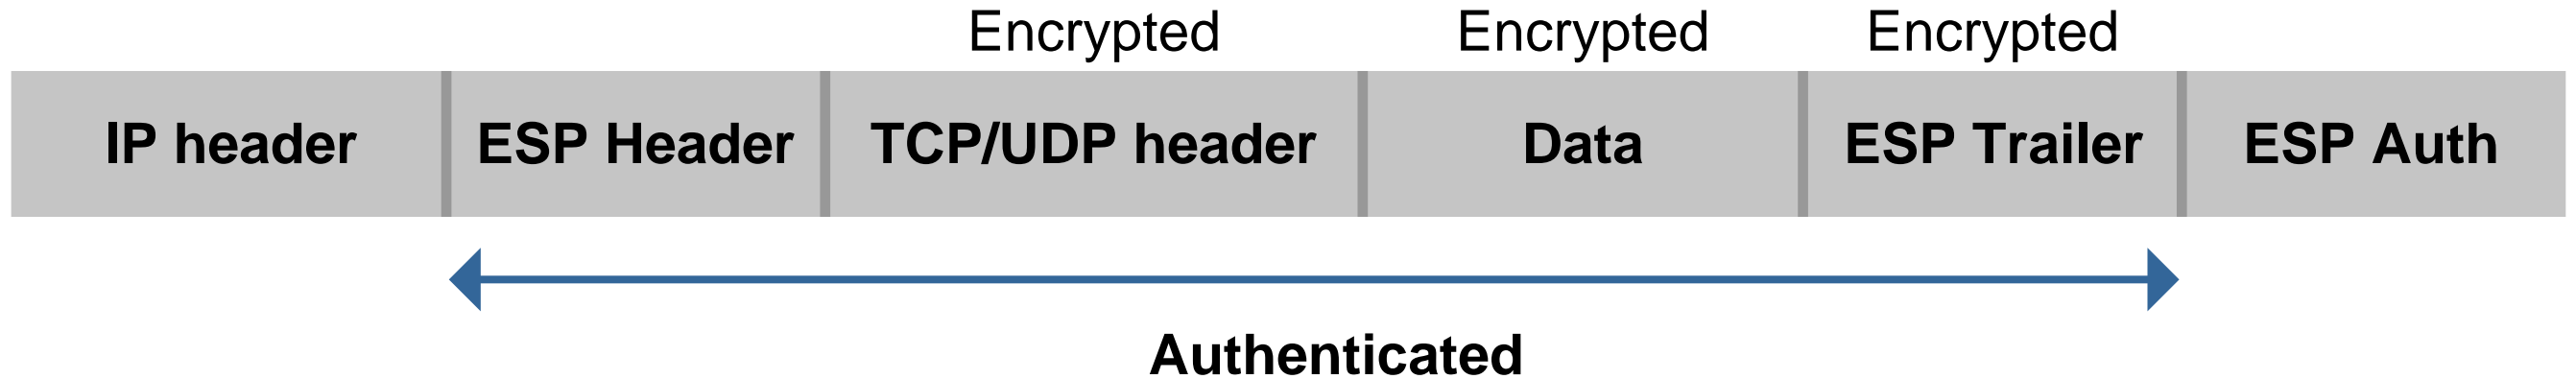 Encrypted Encrypted Encrypted
IP header ESP Header TCP/UDP header Data ESP Trailer ESP Auth
Authenticated